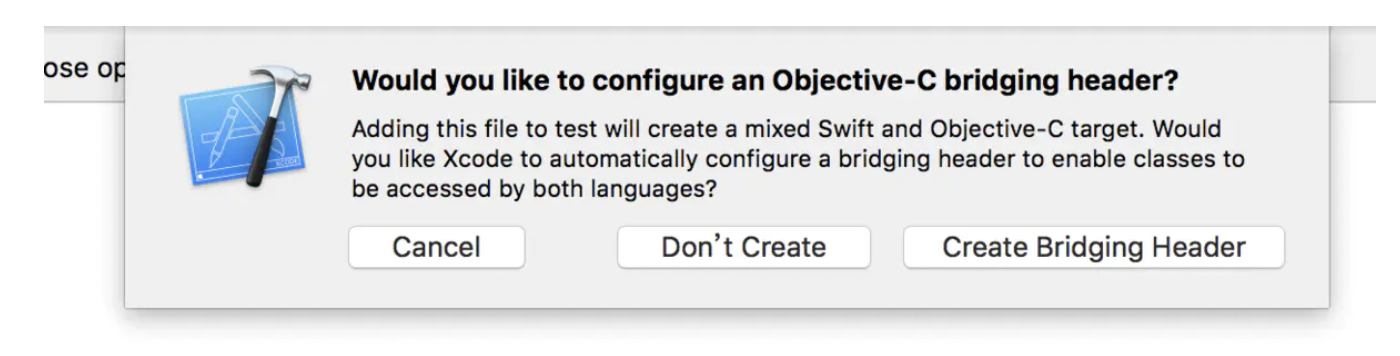 ose op
Would you like to configure an Objective-C bridging header?
Adding this file to test will create a mixed Swift and Objective-C target. Would
you like Xcode to automatically configure a bridging header to enable classes to
be accessed by both languages?
XCODE
Cancel
Don't Create
Create Bridging Header